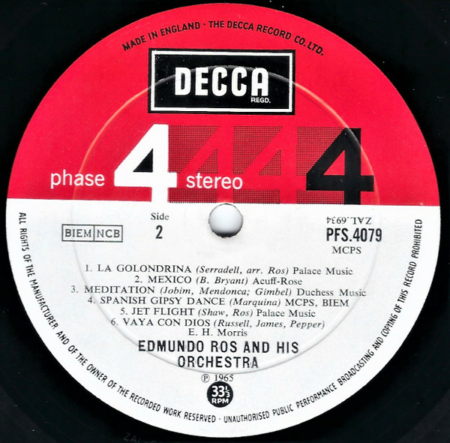 MADE IN ENGLAND · THE DECCA RECORD CO. LTD.
DECCA
REGD.
phase 4 stereo 4 4 4
BIEM NCB
Side
2
ZAL.6934
PFS.4079
MCPS
1. LA GOLONDRINA (Serradell, arr. Ros) Palace Music
2. MEXICO (B. Bryant) Acuff-Rose
3. MEDITATION (Jobim, Mendonca; Gimbel) Duchess Music
4. SPANISH GIPSY DANCE (Marquina) MCPS, BIEM
5. JET FLIGHT (Shaw, Ros) Palace Music
6. VAYA CON DIOS (Russell, James, Pepper)
E. H. Morris
EDMUNDO ROS AND HIS
ORCHESTRA
℗ 1965
33⅓
RPM
ALL RIGHTS OF THE MANUFACTURER AND OF THE OWNER OF THE RECORDED WORK RESERVED · UNAUTHORISED PUBLIC PERFORMANCE BROADCASTING AND COPYING OF THIS RECORD PROHIBITED